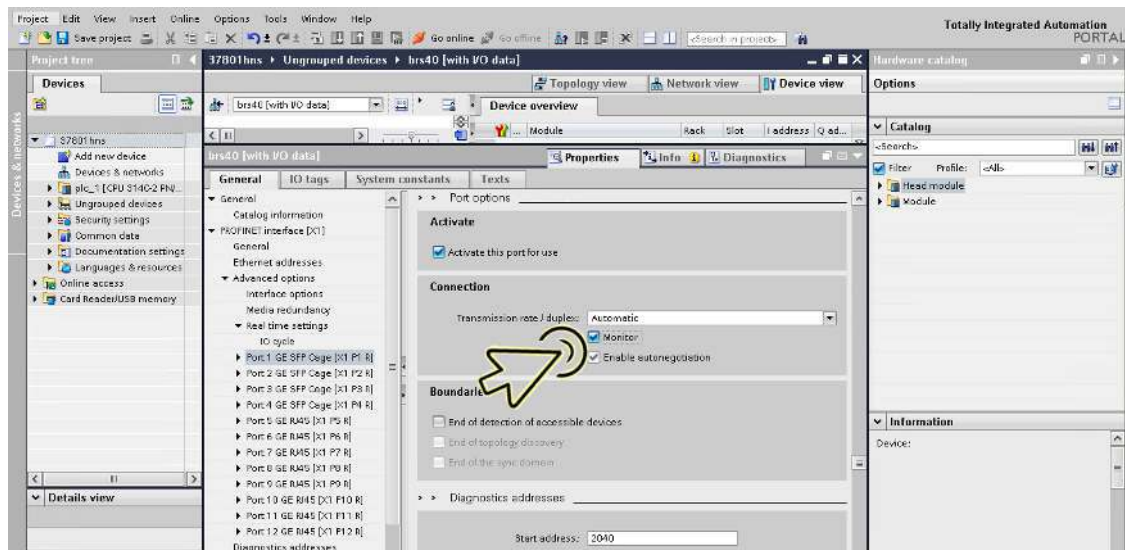 Project Edit View Insert Online Options Tools Window Help
Totally Integrated Automation
PORTAL
Save project
Go online
Go offline
<Search in project>
Project tree
37801hns ▸ Ungrouped devices ▸ brs40 [with I/O data]
Hardware catalog
Devices
Topology view
Network view
Device view
Options
brs40 [with I/O data]
Device overview
... Module Rack Slot I address Q ad...
Catalog
<Search>
Filter Profile: <All>
Head module
Module
Devices & networks
37801hns
Add new device
Devices & networks
plc_1 [CPU 314C-2 PN/...
Ungrouped devices
Security settings
Common data
Documentation settings
Languages & resources
Online access
Card Reader/USB memory
Details view
brs40 [with I/O data]
Properties
Info
Diagnostics
General
IO tags
System constants
Texts
General
Catalog information
PROFINET interface [X1]
General
Ethernet addresses
Advanced options
Interface options
Media redundancy
Real time settings
IO cycle
Port 1 GE SFP Cage [X1 P1 R]
Port 2 GE SFP Cage [X1 P2 R]
Port 3 GE SFP Cage [X1 P3 R]
Port 4 GE SFP Cage [X1 P4 R]
Port 5 GE RJ45 [X1 P5 R]
Port 6 GE RJ45 [X1 P6 R]
Port 7 GE RJ45 [X1 P7 R]
Port 8 GE RJ45 [X1 P8 R]
Port 9 GE RJ45 [X1 P9 R]
Port 10 GE RJ45 [X1 P10 R]
Port 11 GE RJ45 [X1 P11 R]
Port 12 GE RJ45 [X1 P12 R]
Diagnostics addresses
Port options
Activate
Activate this port for use
Connection
Transmission rate / duplex: Automatic
Monitor
Enable autonegotiation
Boundaries
End of detection of accessible devices
End of topology discovery
End of the sync domain
Diagnostics addresses
Start address: 2040
Information
Device: